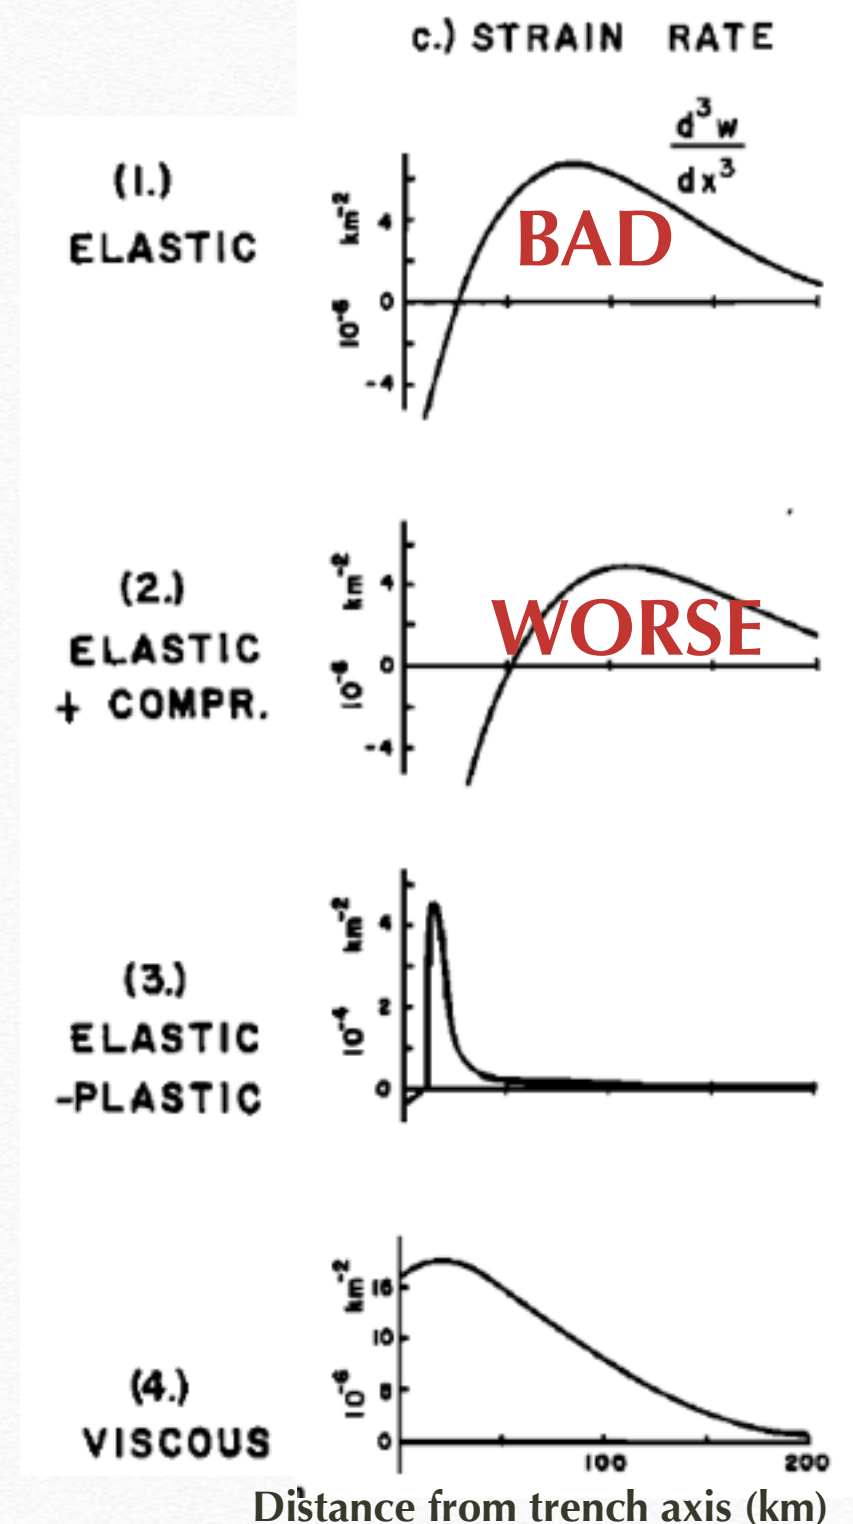 c.) STRAIN RATE
d³w
dx³
(1.)
ELASTIC
10⁻⁶ km⁻²
4
0
-4
BAD
(2.)
ELASTIC
+ COMPR.
10⁻⁶ km⁻²
4
0
-4
WORSE
(3.)
ELASTIC
-PLASTIC
10⁻⁴ km⁻²
4
2
0
(4.)
VISCOUS
10⁻⁶ km⁻²
15
10
5
0
100 200
Distance from trench axis (km)